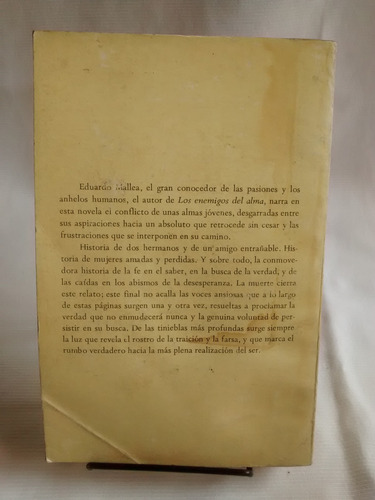 Eduardo Mallea, el gran conocedor de las pasiones y los
anhelos humanos, el autor de Los enemigos del alma, narra en
esta novela el conflicto de unas almas jóvenes, desgarradas entre
sus aspiraciones hacia un absoluto que retrocede sin cesar y las
frustraciones que se interponen en su camino.
Historia de dos hermanos y de un amigo entrañable. His-
toria de mujeres amadas y perdidas. Y sobre todo, la conmove-
dora historia de la fe en el saber, en la busca de la verdad, y de
las caídas en los abismos de la desesperanza. La muerte cierra
este relato; este final no acalla las voces ansiosas que a lo largo
de estas páginas surgen una y otra vez, resueltas a proclamar la
verdad que no enmudecerá nunca y la genuina voluntad de per-
sistir en su busca. De las tinieblas más profundas surge siempre
la luz que revela el rostro de la traición y la farsa, y que marca el
rumbo verdadero hacia la más plena realización del ser.